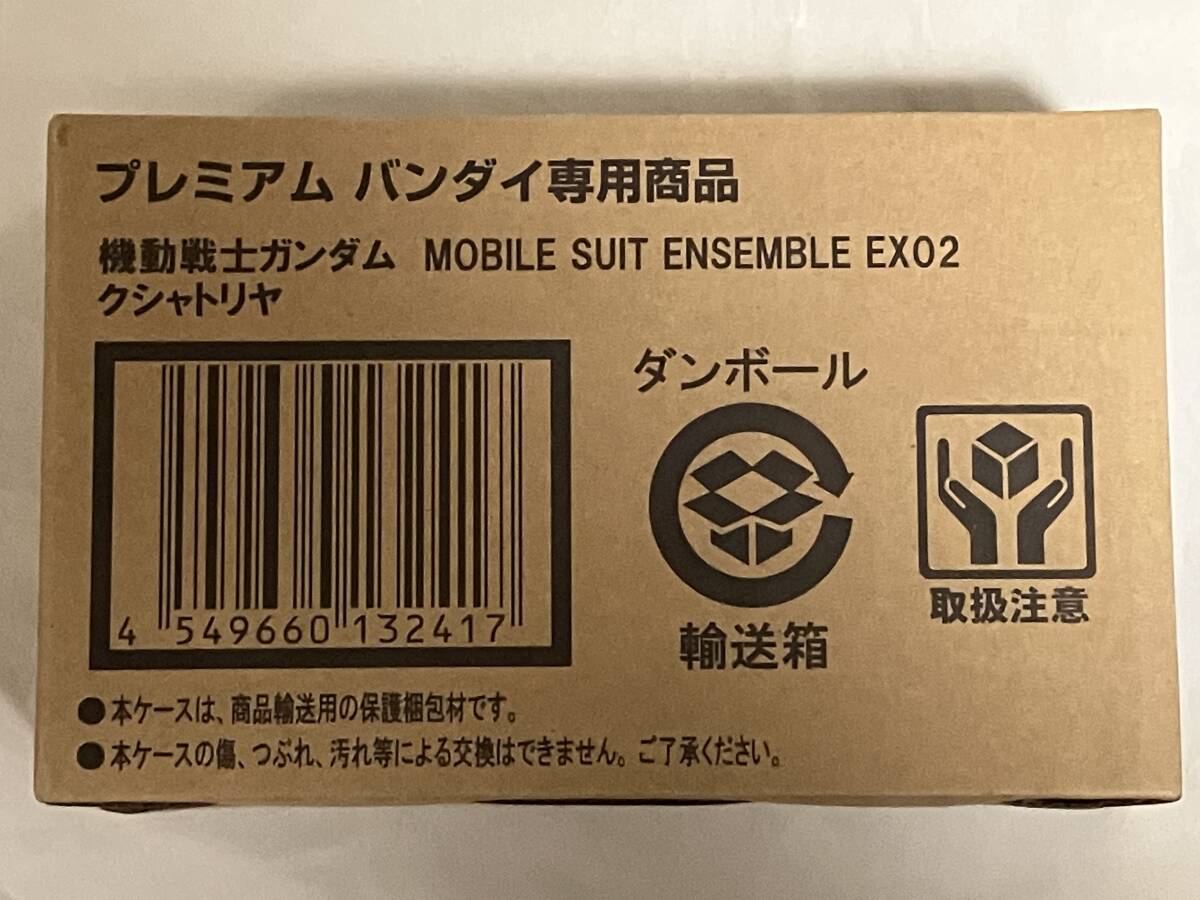 プレミアム バンダイ専用商品
機動戦士ガンダム MOBILE SUIT ENSEMBLE EX02
クシャトリヤ
ダンボール
輸送箱
取扱注意
4 549660 132417
●本ケースは、商品輸送用の保護梱包材です。
●本ケースの傷、つぶれ、汚れ等による交換はできません。ご了承ください。